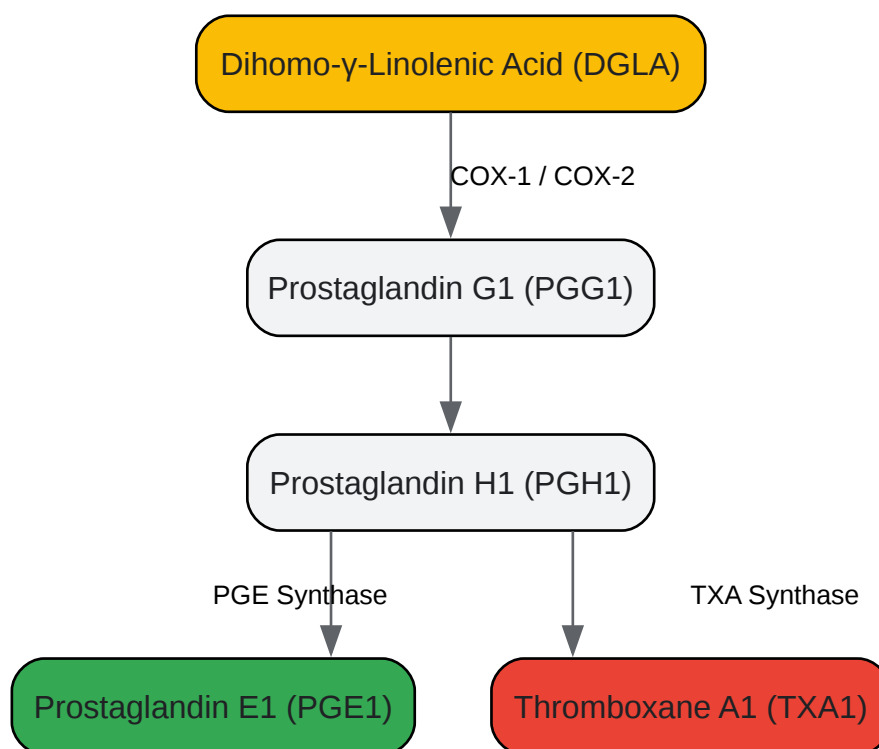 Dihomo-γ-Linolenic Acid (DGLA)
COX-1 / COX-2
Prostaglandin G1 (PGG1)
Prostaglandin H1 (PGH1)
PGE Synthase
TXA Synthase
Prostaglandin E1 (PGE1)
Thromboxane A1 (TXA1)